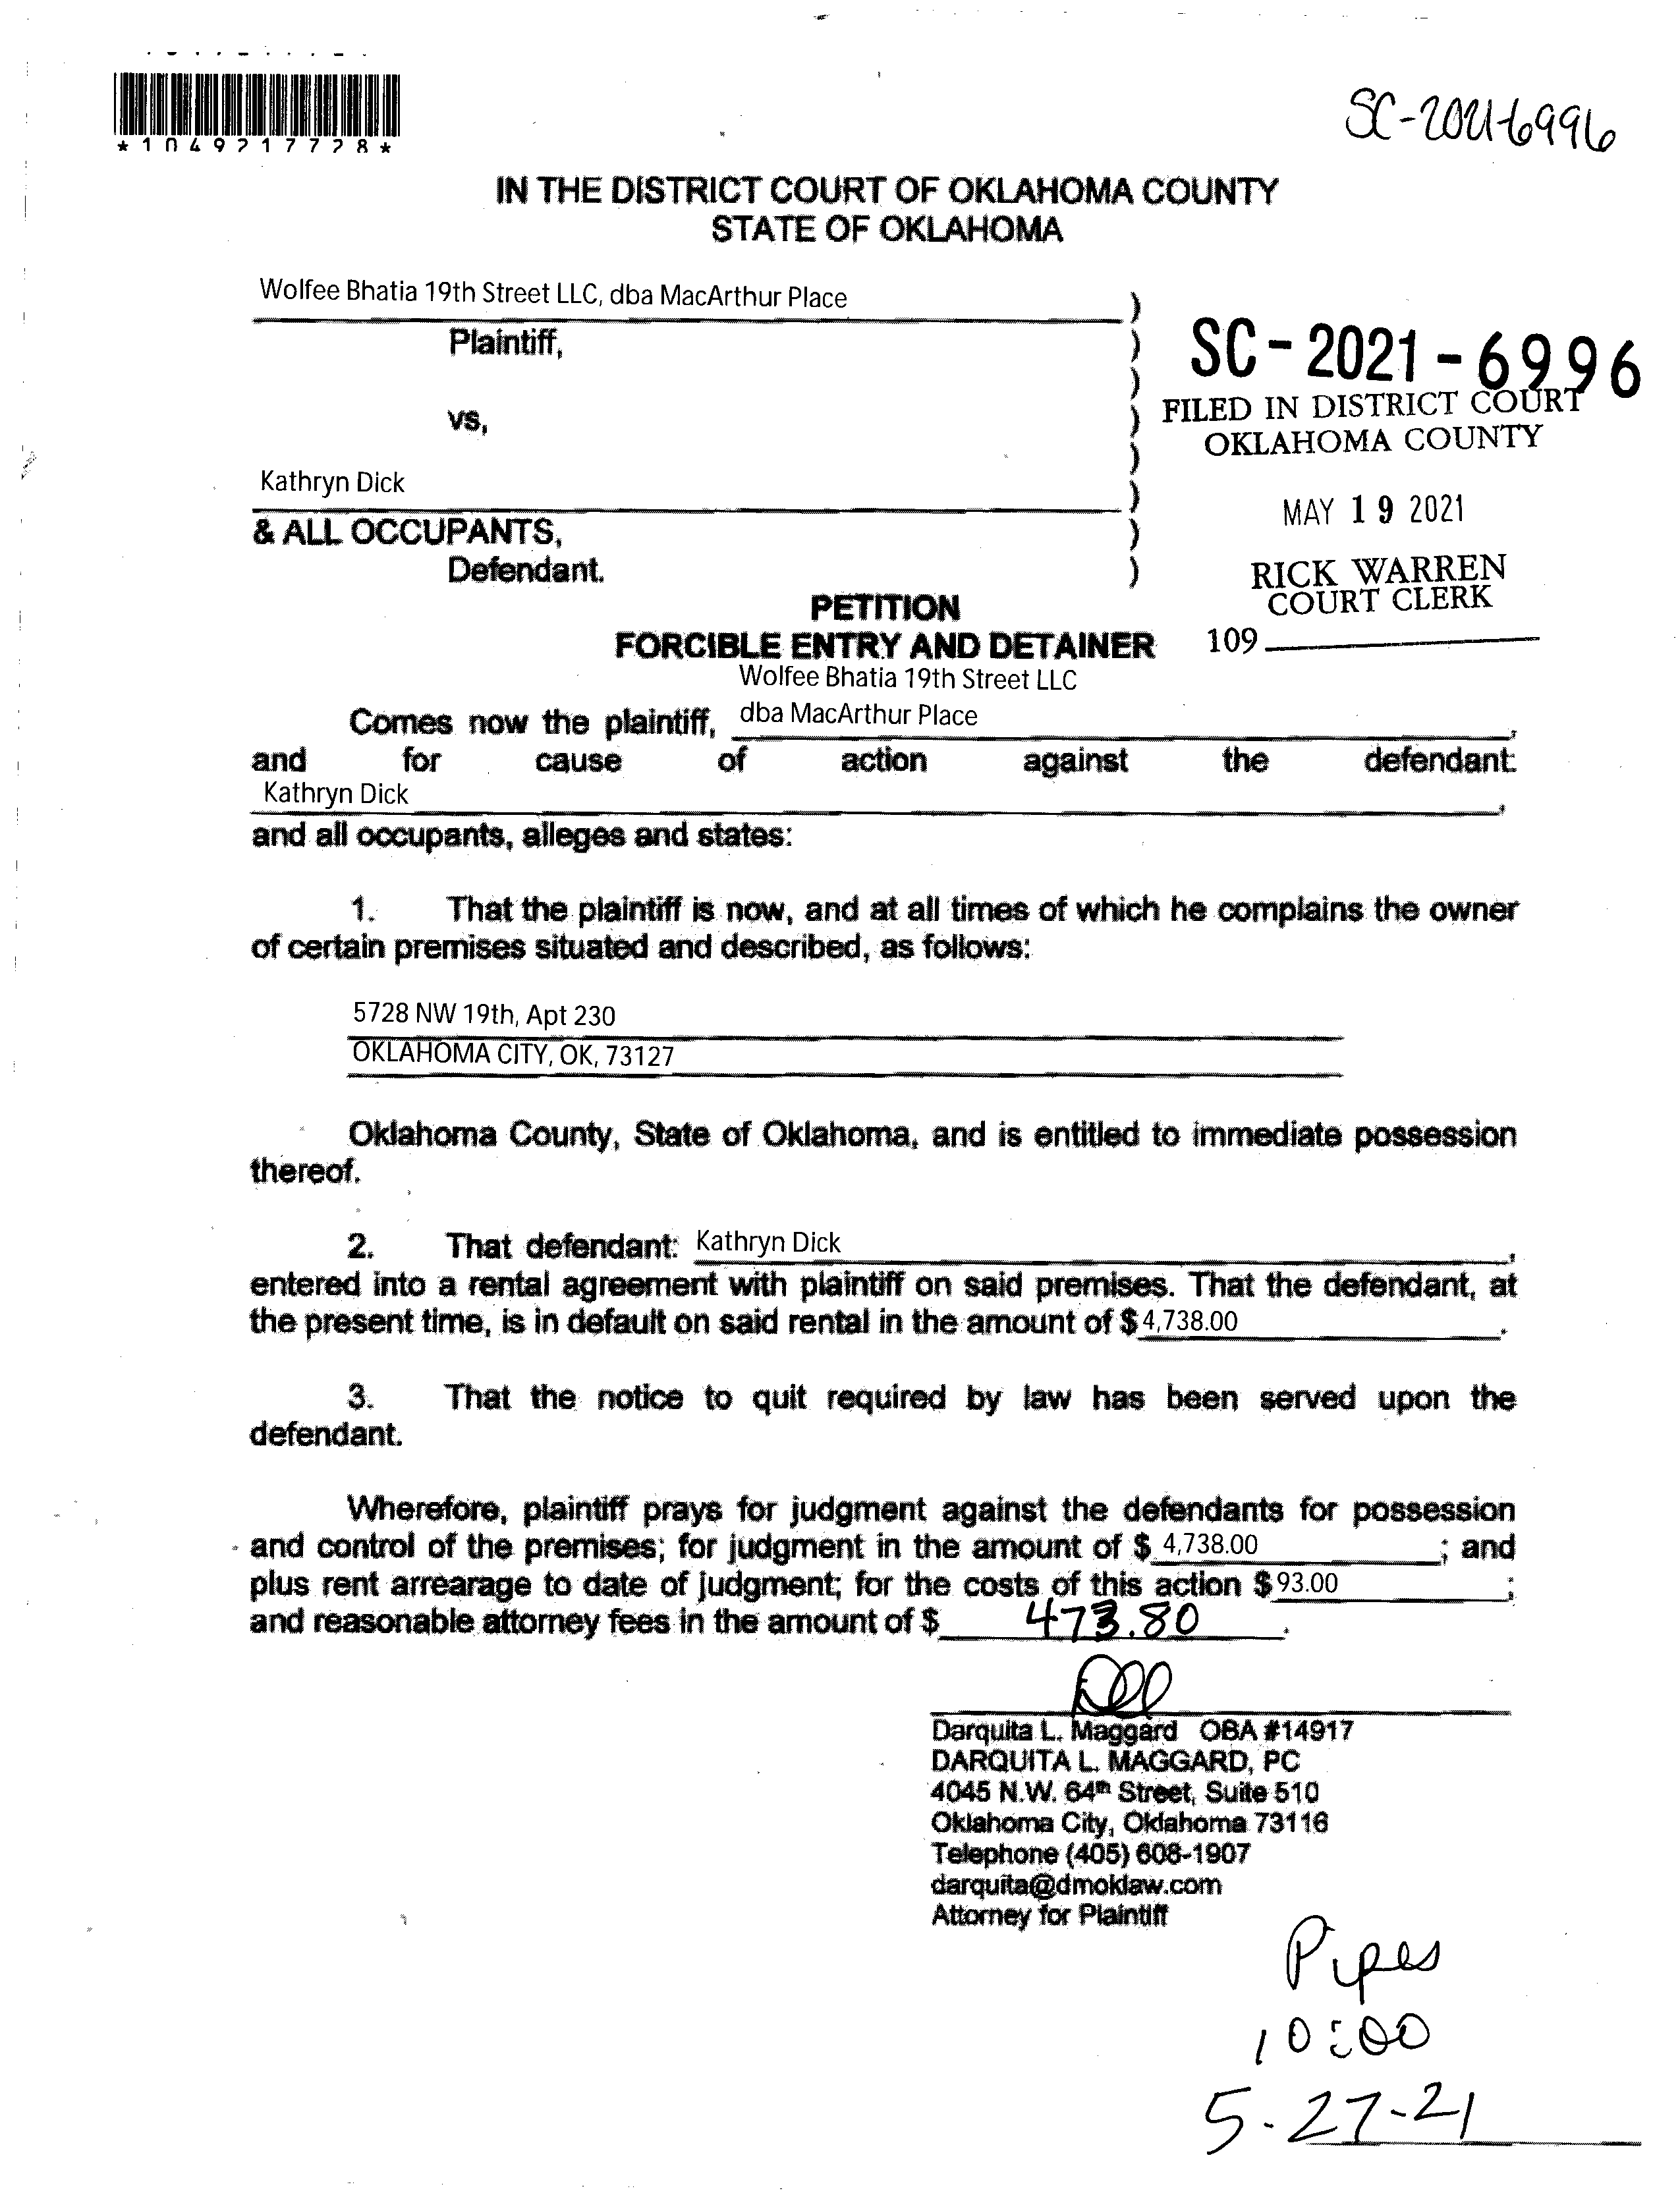 *1049217728*
SC-2021-6996
IN THE DISTRICT COURT OF OKLAHOMA COUNTY
STATE OF OKLAHOMA
Wolfee Bhatia 19th Street LLC, dba MacArthur Place )
Plaintiff, )
)
SC-2021-6996
vs, )
FILED IN DISTRICT COURT
OKLAHOMA COUNTY
)
Kathryn Dick )
MAY 19 2021
& ALL OCCUPANTS, )
Defendant. )
RICK WARREN
COURT CLERK
109
PETITION
FORCIBLE ENTRY AND DETAINER
Wolfee Bhatia 19th Street LLC
Comes now the plaintiff, dba MacArthur Place,
and for cause of action against the defendant:
Kathryn Dick,
and all occupants, alleges and states:
1. That the plaintiff is now, and at all times of which he complains the owner
of certain premises situated and described, as follows:
5728 NW 19th, Apt 230
OKLAHOMA CITY, OK, 73127
Oklahoma County, State of Oklahoma, and is entitled to immediate possession
thereof.
2. That defendant: Kathryn Dick,
entered into a rental agreement with plaintiff on said premises. That the defendant, at
the present time, is in default on said rental in the amount of $4,738.00.
3. That the notice to quit required by law has been served upon the
defendant.
Wherefore, plaintiff prays for judgment against the defendants for possession
and control of the premises; for judgment in the amount of $ 4,738.00; and
plus rent arrearage to date of judgment; for the costs of this action $93.00;
and reasonable attorney fees in the amount of $ 473.80.
Darquita L. Maggard OBA #14917
DARQUITA L. MAGGARD, PC
4045 N.W. 64th Street, Suite 510
Oklahoma City, Oklahoma 73116
Telephone (405) 608-1907
darquita@dmoklaw.com
Attorney for Plaintiff
Pipes
10:00
5-27-21